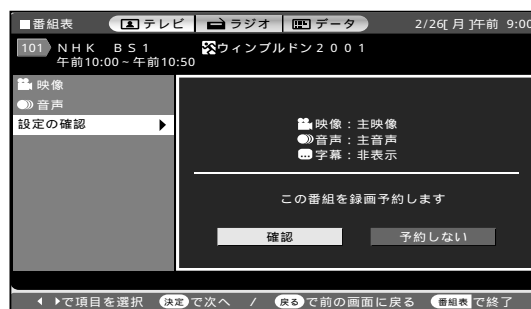 ■番組表 テレビ ラジオ データ 2/26[月]午前 9:00
101 NHK BS1 ウィンブルドン2001
午前10:00~午前10:50
映像
音声
設定の確認
映像:主映像
音声:主音声
字幕:非表示
この番組を録画予約します
確認 予約しない
で項目を選択 決定で次へ / 戻るで前の画面に戻る 番組表で終了